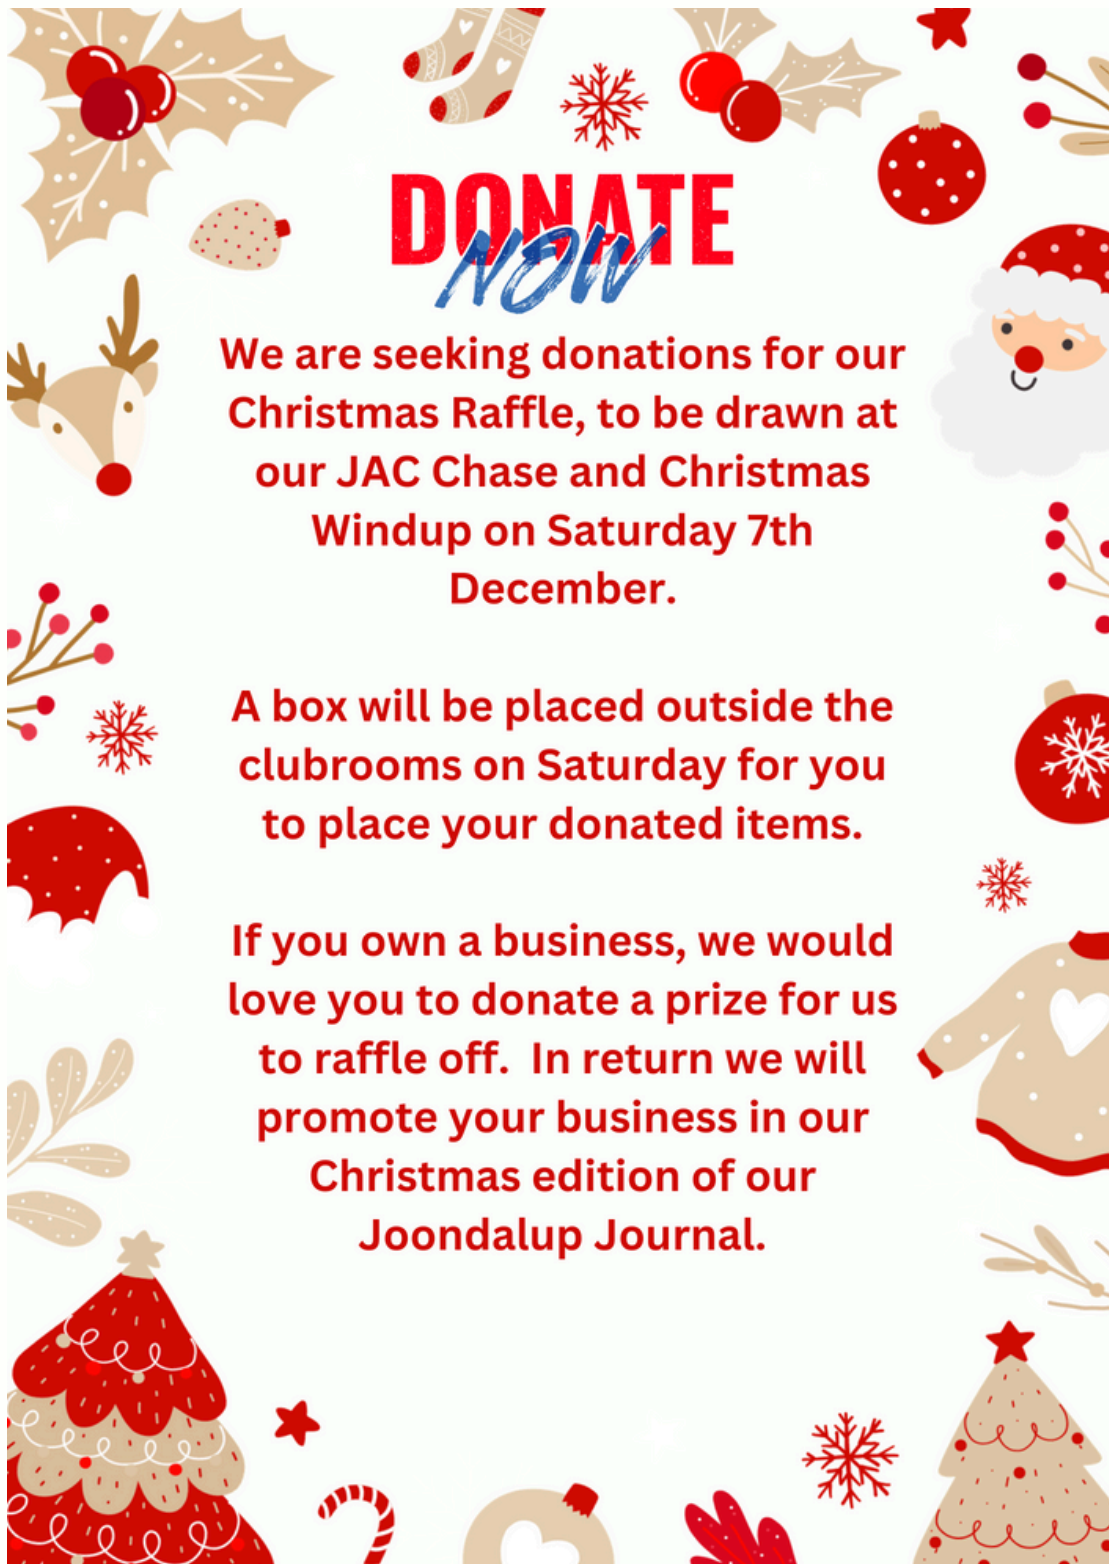 DONATE
NOW
We are seeking donations for our
Christmas Raffle, to be drawn at
our JAC Chase and Christmas
Windup on Saturday 7th
December.
A box will be placed outside the
clubrooms on Saturday for you
to place your donated items.
If you own a business, we would
love you to donate a prize for us
to raffle off.  In return we will
promote your business in our
Christmas edition of our
Joondalup Journal.